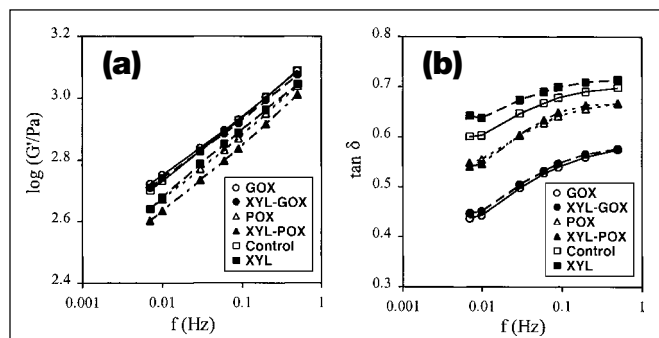 (a)
log (G'/Pa)
3.2
3.0
2.8
2.6
2.4
0.001
0.01
0.1
1
f (Hz)
GOX
XYL-GOX
POX
XYL-POX
Control
XYL
(b)
tan δ
0.8
0.7
0.6
0.5
0.4
0.3
0.001
0.01
0.1
1
f (Hz)
GOX
XYL-GOX
POX
XYL-POX
Control
XYL